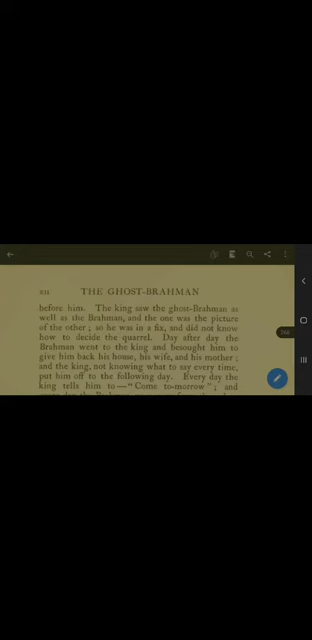 212 THE GHOST-BRAHMAN
before him. The king saw the ghost-Brahman as
well as the Brahman, and the one was the picture
of the other; so he was in a fix, and did not know
how to decide the quarrel. Day after day the
Brahman went to the king and besought him to
give him back his house, his wife, and his mother;
and the king, not knowing what to say every time,
put him off to the following day. Every day the
king tells him to—"Come to-morrow"; and